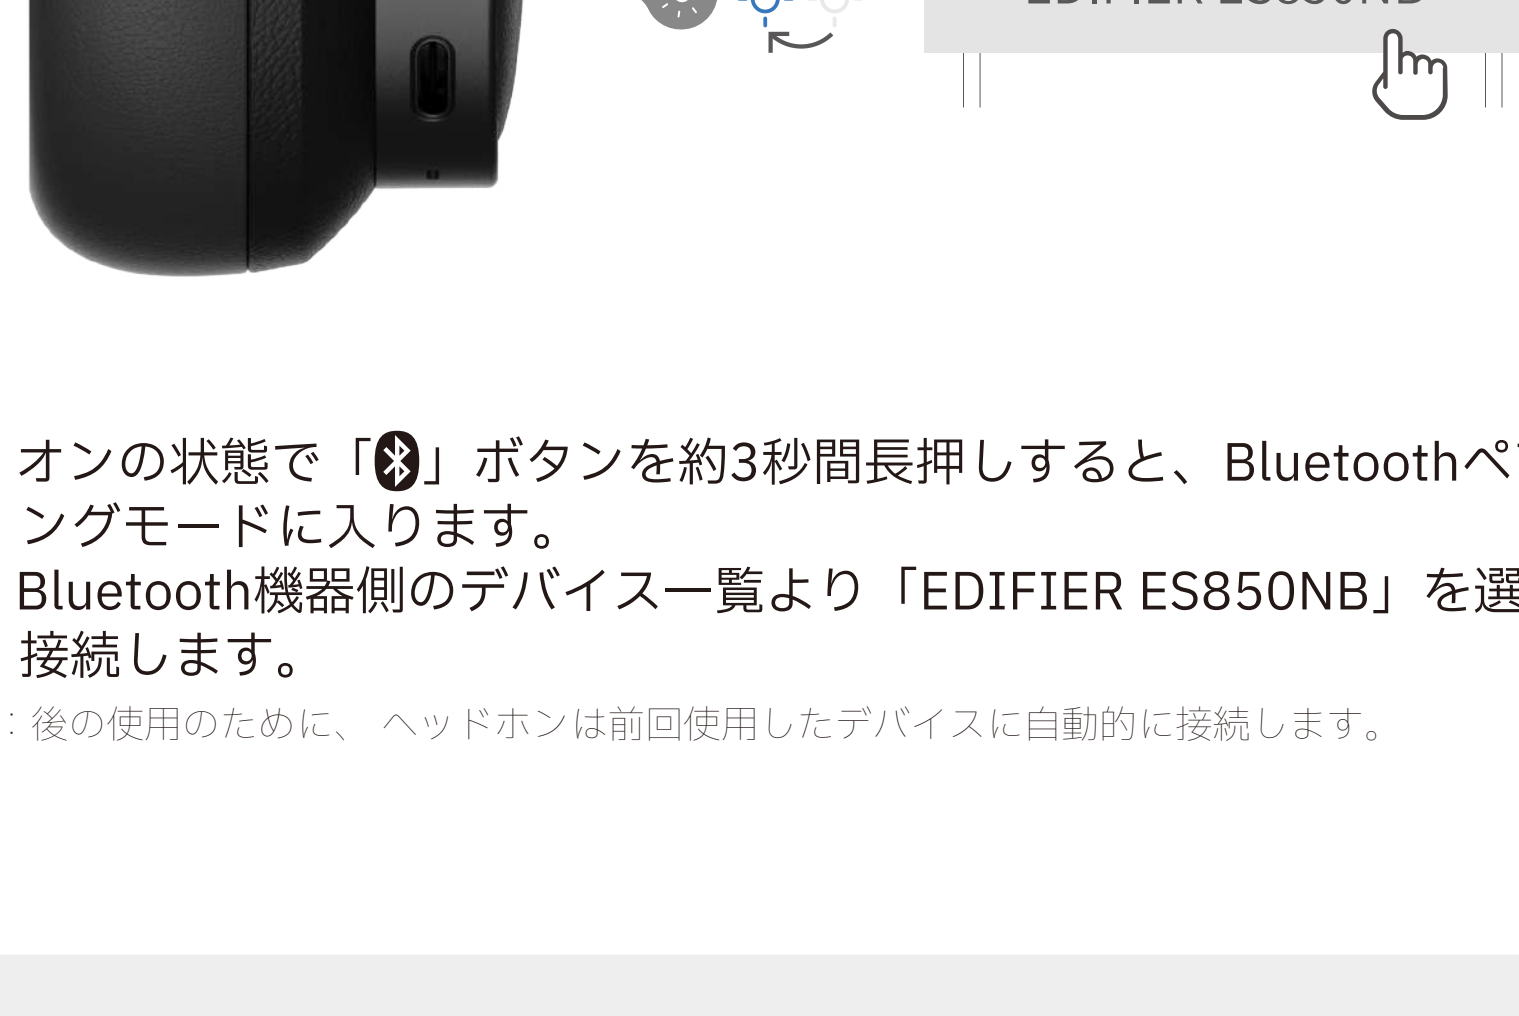 EDIFIER ES850NB
オンの状態で「」ボタンを約3秒間長押しすると、Bluetoothペ
ングモードに入ります。
Bluetooth機器側のデバイス一覧より「EDIFIER ES850NB」を選
接続します。
：後の使用のために、 ヘッドホンは前回使用したデバイスに自動的に接続します。